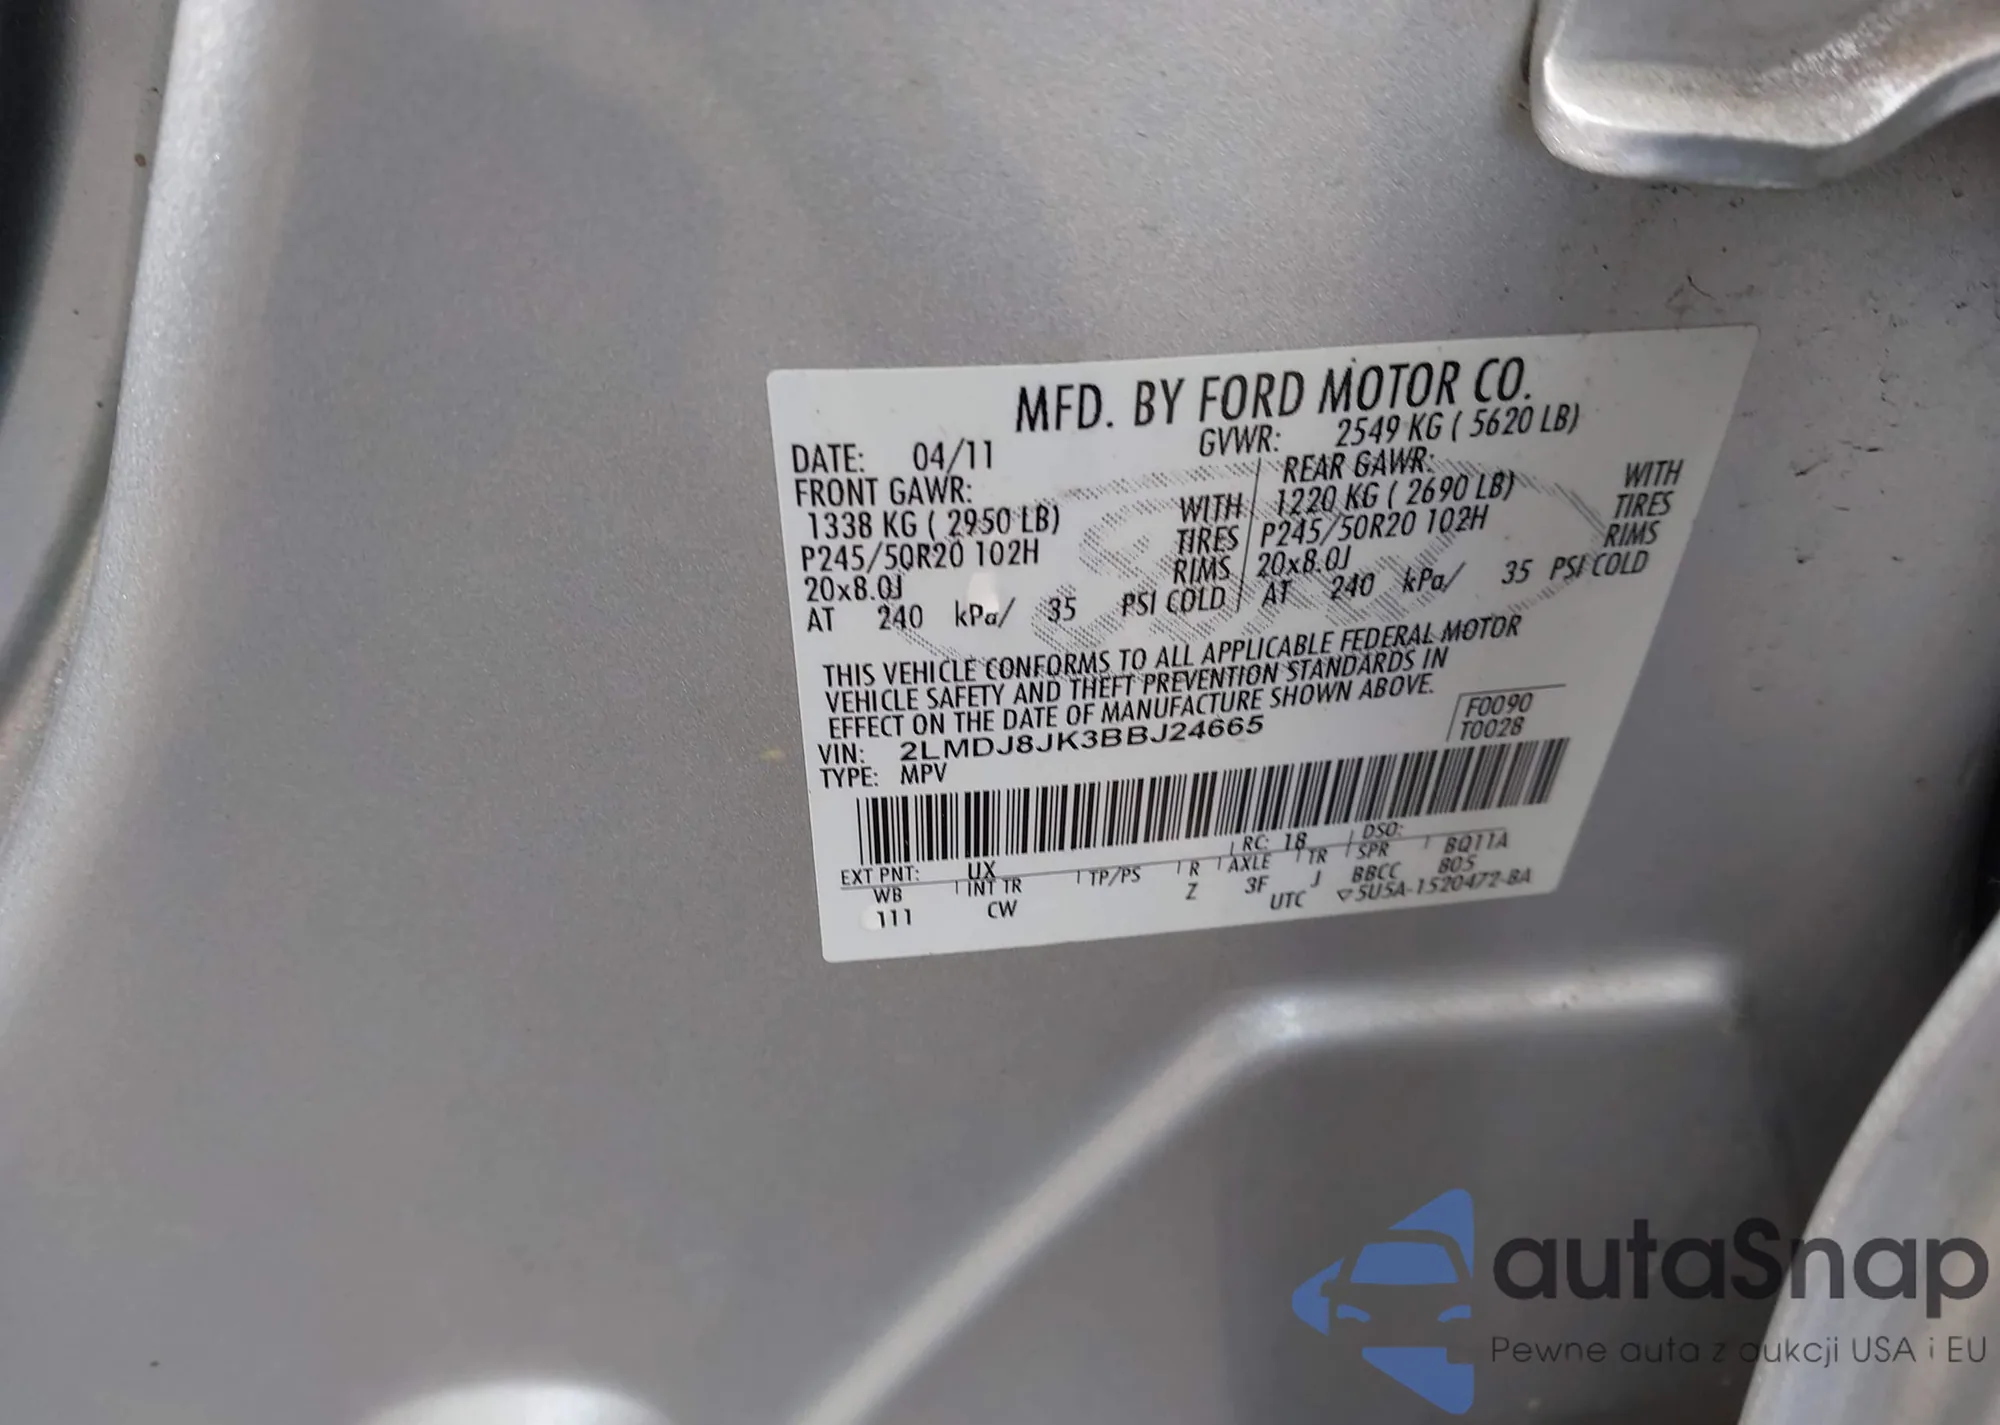 MFD. BY FORD MOTOR CO.
DATE: 04/11 GVWR: 2549 KG ( 5620 LB)
FRONT GAWR: REAR GAWR:
1338 KG ( 2950 LB) WITH 1220 KG ( 2690 LB) WITH
P245/50R20 102H TIRES P245/50R20 102H TIRES
20x8.0J RIMS 20x8.0J RIMS
AT 240 kPa/ 35 PSI COLD AT 240 kPa/ 35 PSI COLD
THIS VEHICLE CONFORMS TO ALL APPLICABLE FEDERAL MOTOR
VEHICLE SAFETY AND THEFT PREVENTION STANDARDS IN
EFFECT ON THE DATE OF MANUFACTURE SHOWN ABOVE.
VIN: 2LMDJ8JK3BBJ24665 F0090
TYPE: MPV T0028
EXT PNT: UX RC: 18 DSO:
WB INT TR TP/PS R AXLE TR SPR BQ11A
111 CW Z 3F J BBCC B05
UTC ▽5U5A-1520472-BA
autaSnap
Pewne auta z aukcji USA i EU